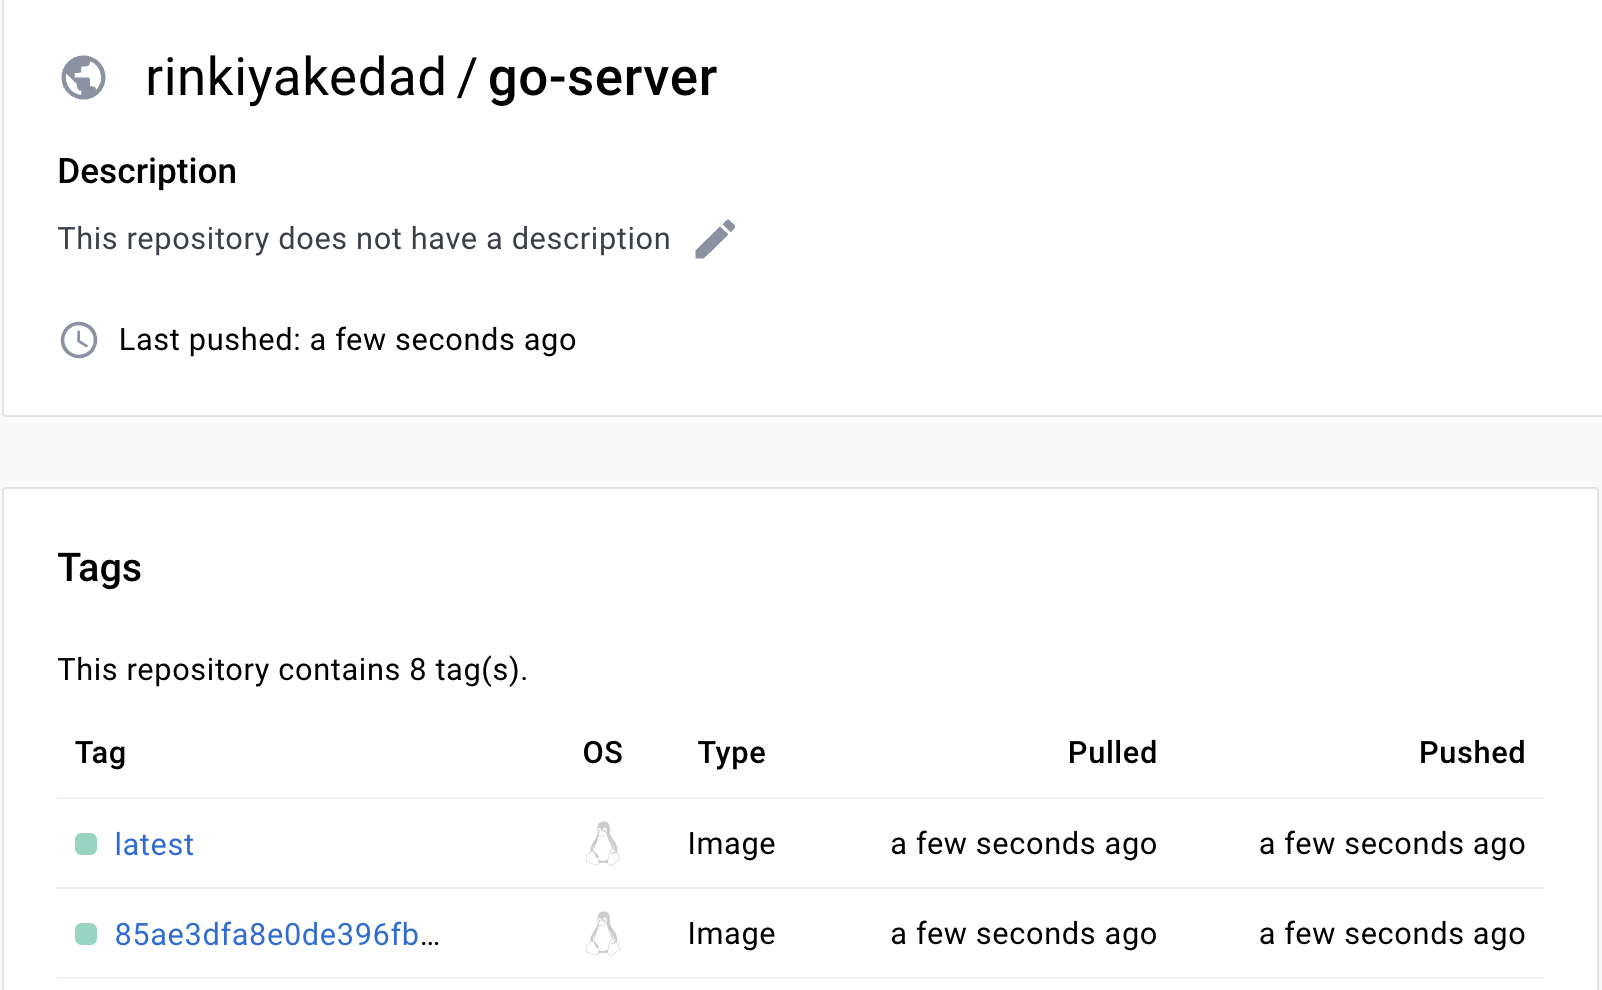 rinkiyakedad / go-server
Description
This repository does not have a description
Last pushed: a few seconds ago
Tags
This repository contains 8 tag(s).
Tag OS Type Pulled Pushed
latest Image a few seconds ago a few seconds ago
85ae3dfa8e0de396fb... Image a few seconds ago a few seconds ago